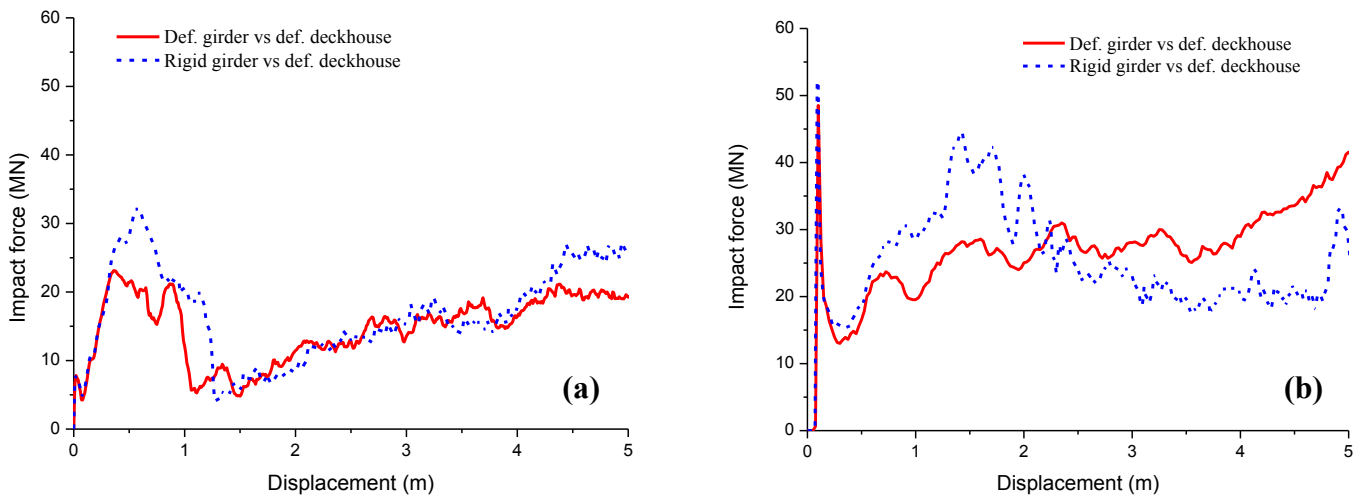 60
50
40
30
20
10
0
Impact force (MN)
Def. girder vs def. deckhouse
Rigid girder vs def. deckhouse
(a)
0 1 2 3 4 5
Displacement (m)
60
50
40
30
20
10
0
Impact force (MN)
Def. girder vs def. deckhouse
Rigid girder vs def. deckhouse
(b)
0 1 2 3 4 5
Displacement (m)